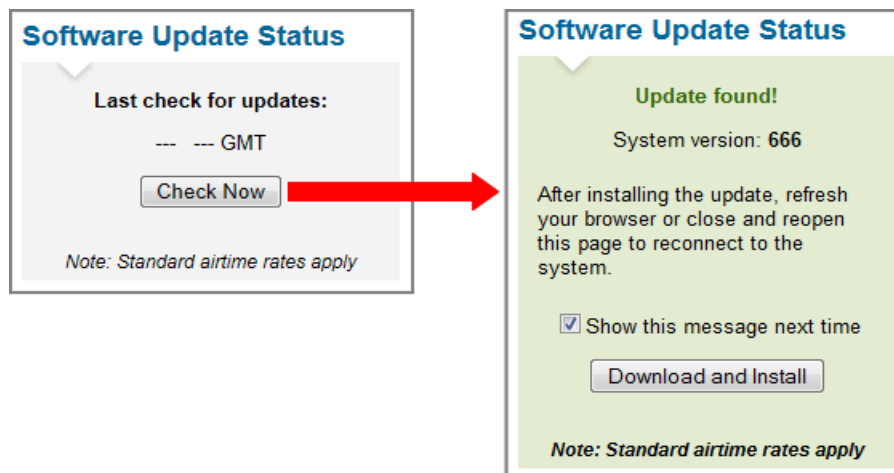 Software Update Status
Last check for updates:
--- --- GMT
Check Now
Note: Standard airtime rates apply
Software Update Status
Update found!
System version: 666
After installing the update, refresh
your browser or close and reopen
this page to reconnect to the
system.
Show this message next time
Download and Install
Note: Standard airtime rates apply